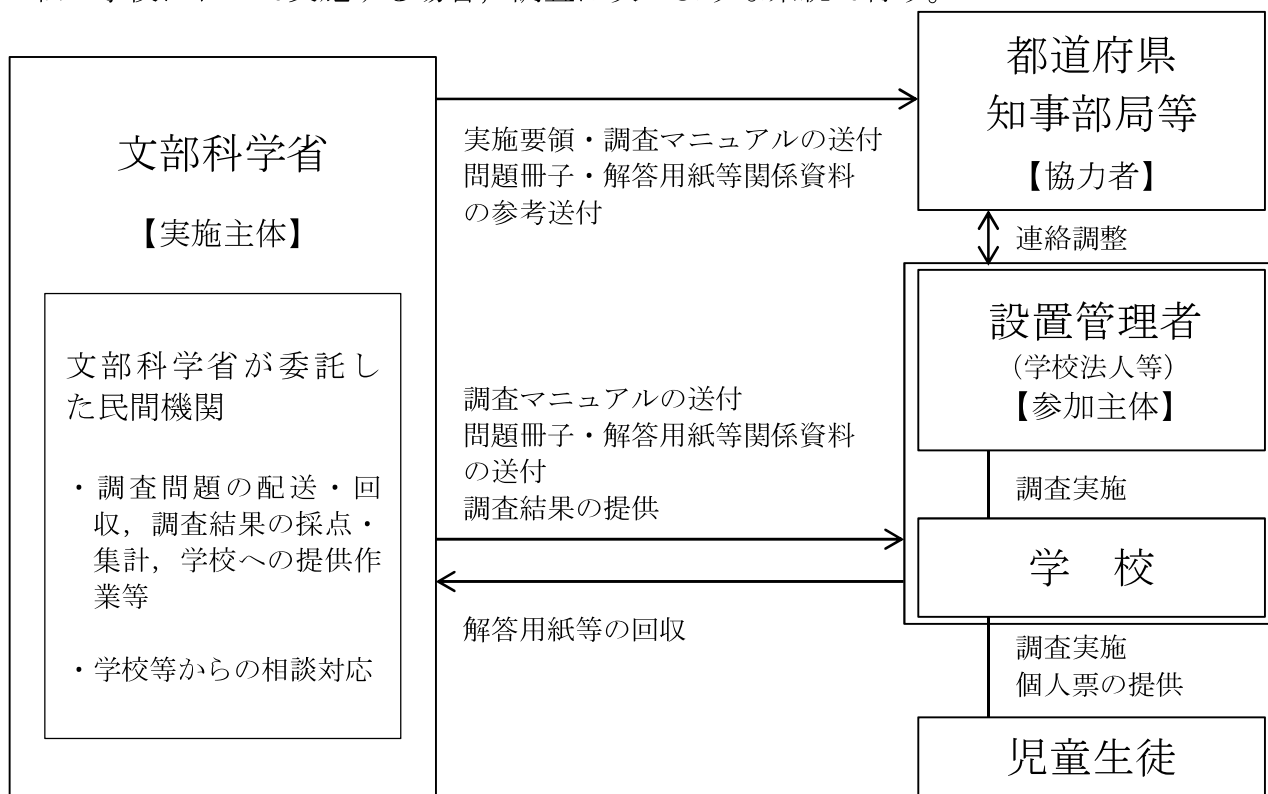 文部科学省
【実施主体】
文部科学省が委託し
た民間機関
・調査問題の配送・回
収，調査結果の採点・
集計，学校への提供作
業等
・学校等からの相談対応
実施要領・調査マニュアルの送付
問題冊子・解答用紙等関係資料
の参考送付
調査マニュアルの送付
問題冊子・解答用紙等関係資料
の送付
調査結果の提供
解答用紙等の回収
都道府県
知事部局等
【協力者】
連絡調整
設置管理者
（学校法人等）
【参加主体】
調査実施
学　校
調査実施
個人票の提供
児童生徒